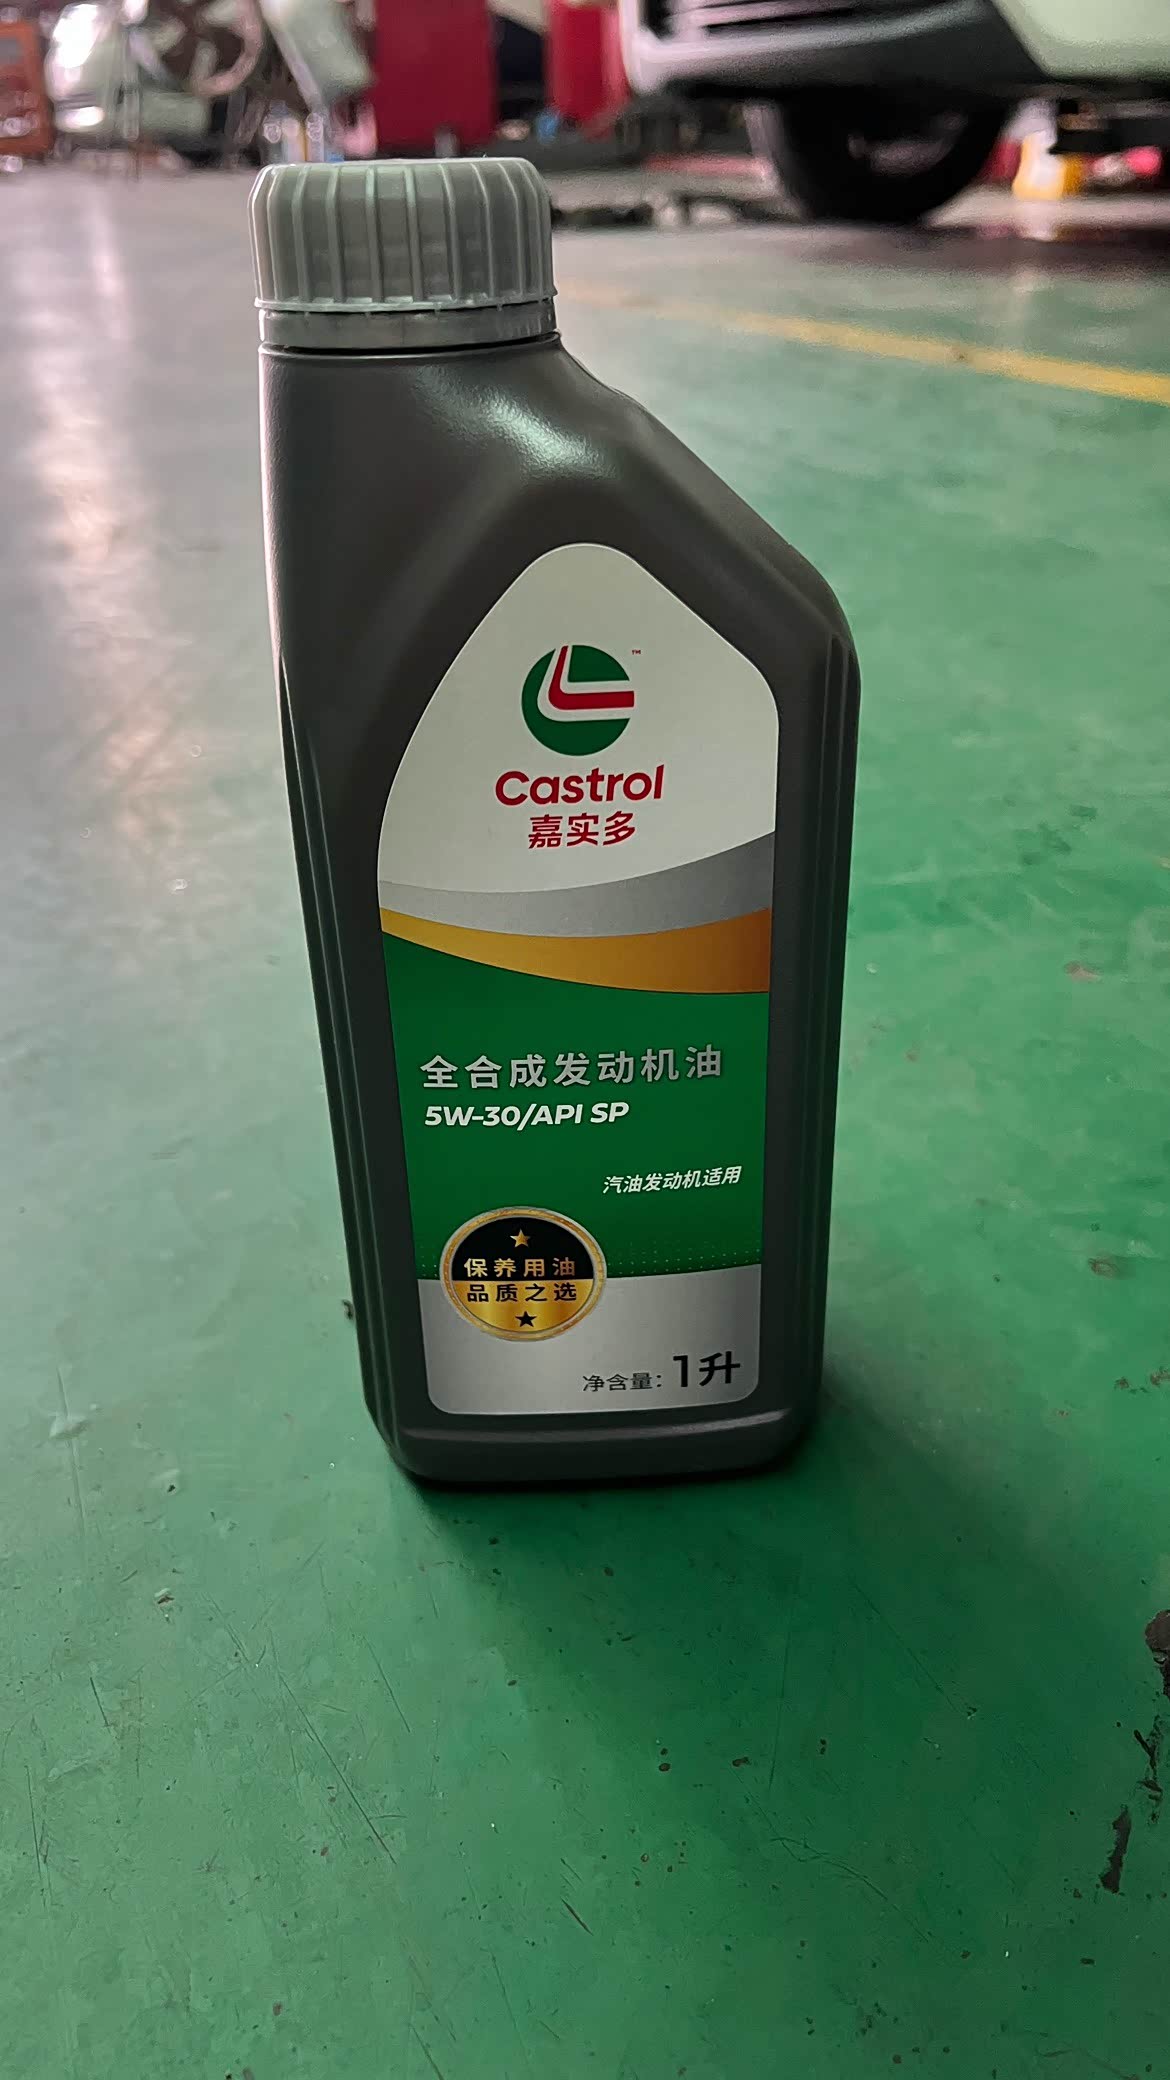 TM
Castrol
嘉实多
全合成发动机油
5W-30/API SP
汽油发动机适用
保养用油
品质之选
净含量：1升